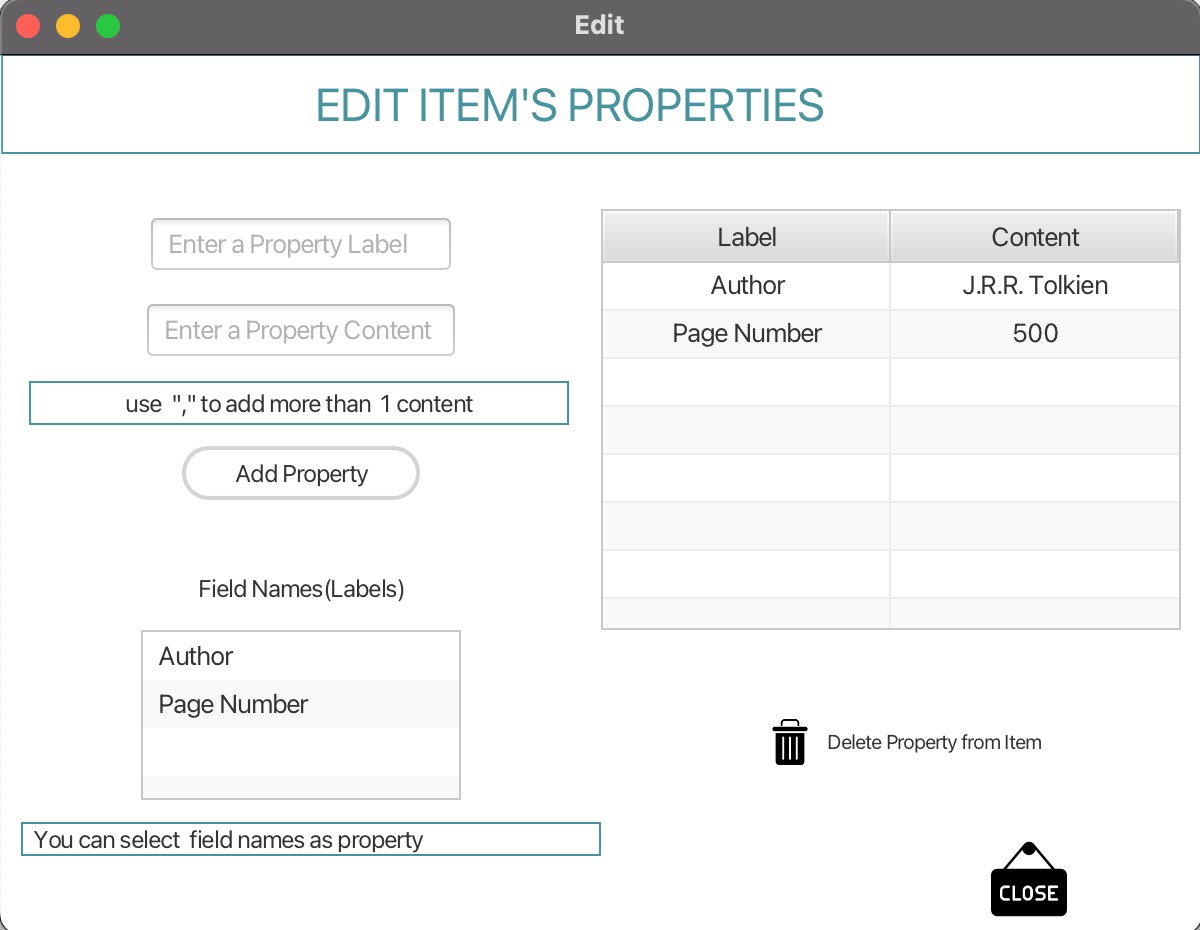 Edit
EDIT ITEM'S PROPERTIES
Enter a Property Label
Enter a Property Content
use "," to add more than 1 content
Add Property
Field Names(Labels)
Author
Page Number
You can select field names as property
Label Content
Author J.R.R. Tolkien
Page Number 500
Delete Property from Item
CLOSE